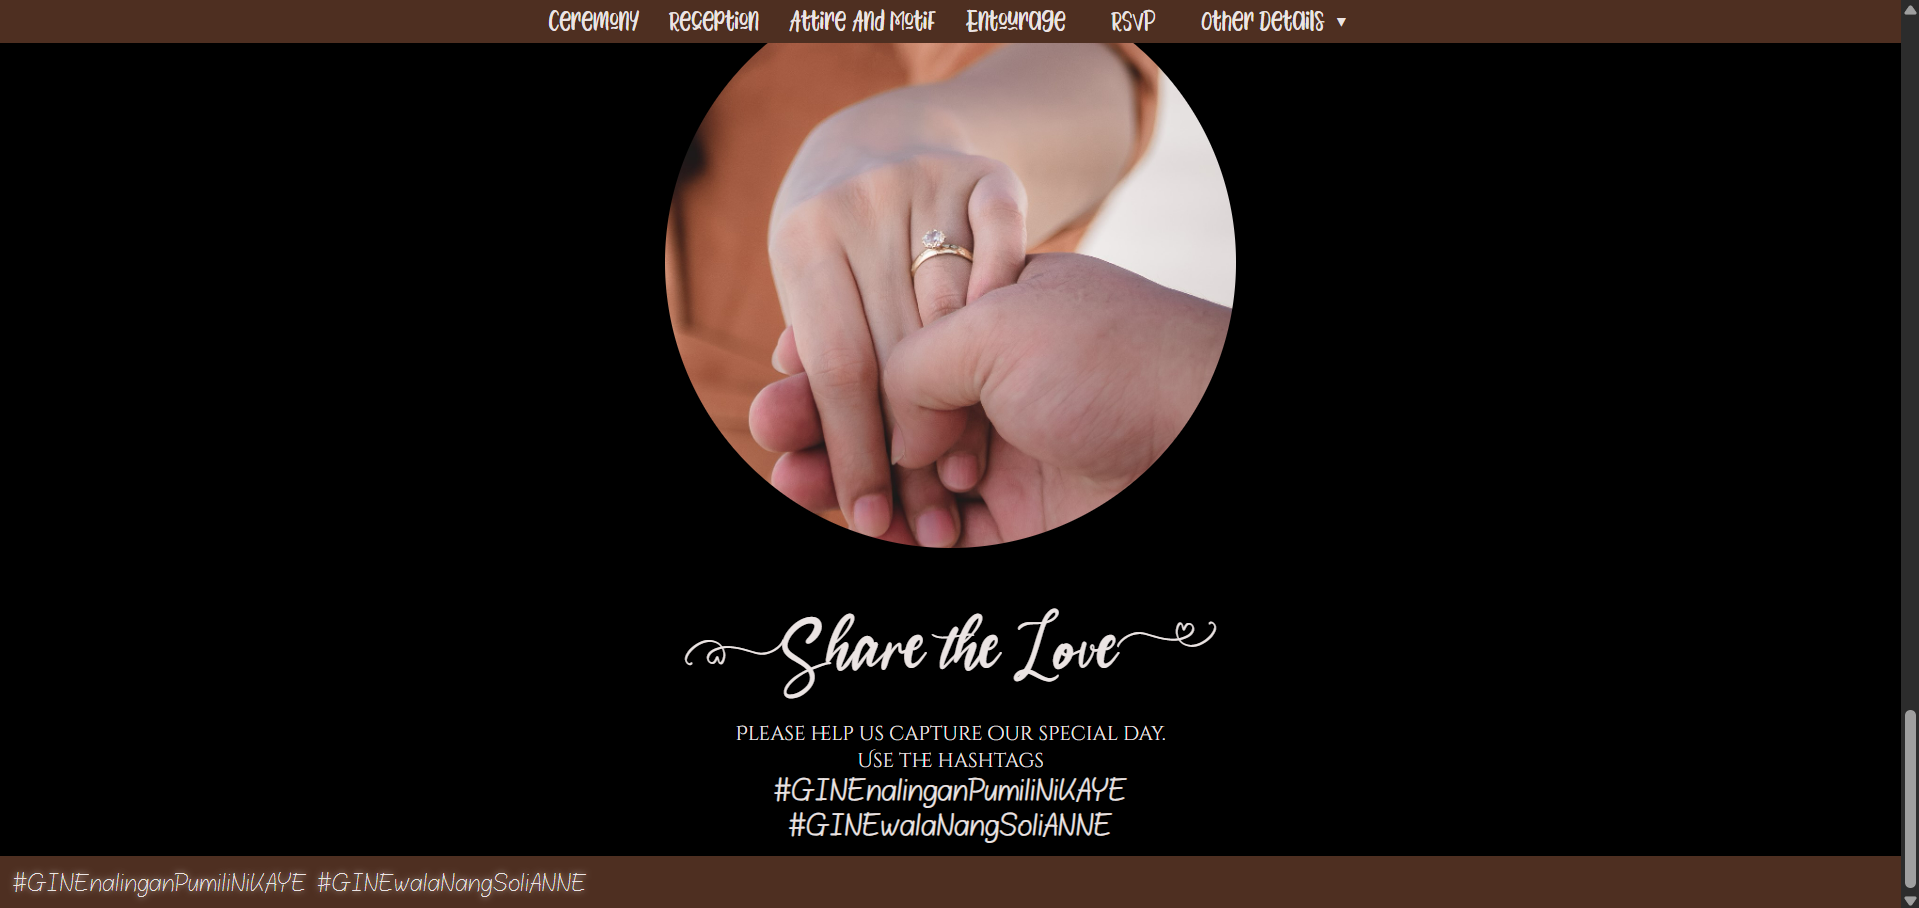 Ceremony Reception Attire And Motif Entourage RSVP Other Details ▼
Share the Love
Please help us capture our special day.
Use the hashtags
#GINEnalinganPumiliNiKAYE
#GINEwalaNangSoliANNE
#GINEnalinganPumiliNiKAYE #GINEwalaNangSoliANNE